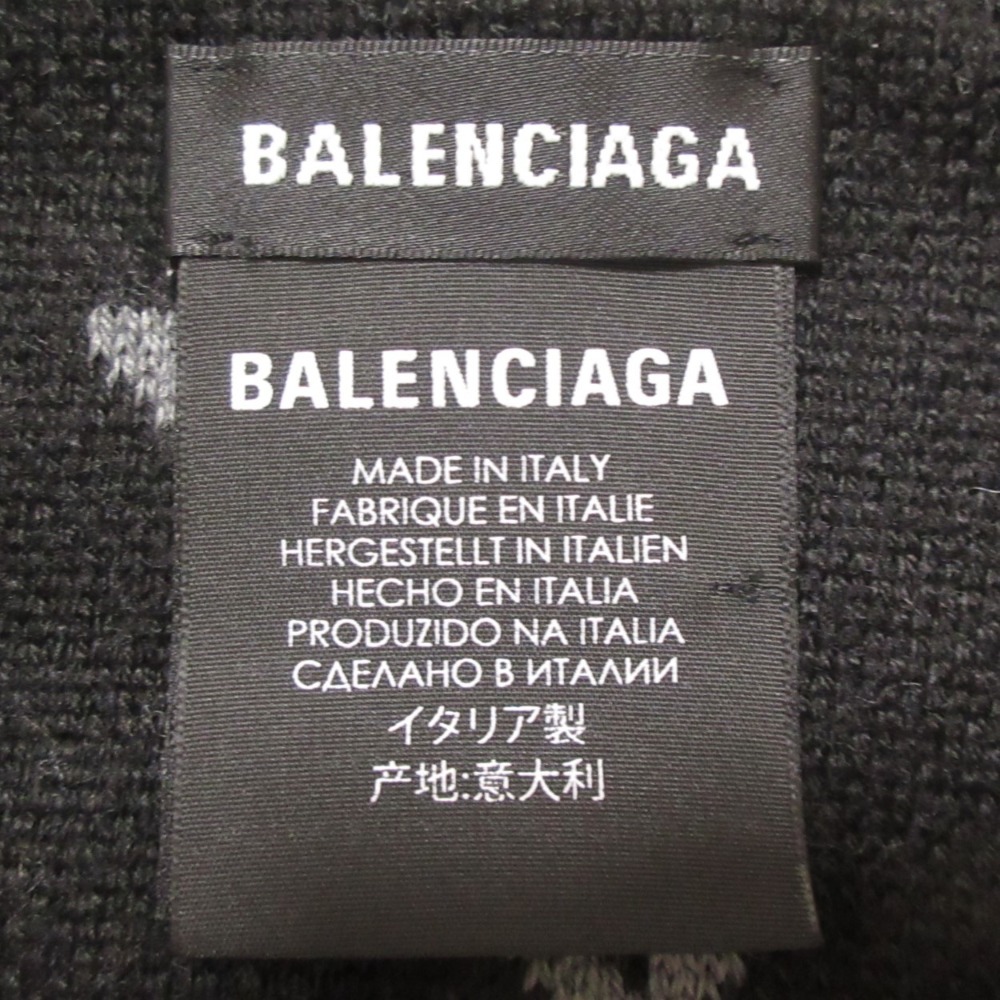 BALENCIAGA
BALENCIAGA
MADE IN ITALY
FABRIQUE EN ITALIE
HERGESTELLT IN ITALIEN
HECHO EN ITALIA
PRODUZIDO NA ITALIA
СДЕЛАНО В ИТАЛИИ
イタリア製
产地:意大利